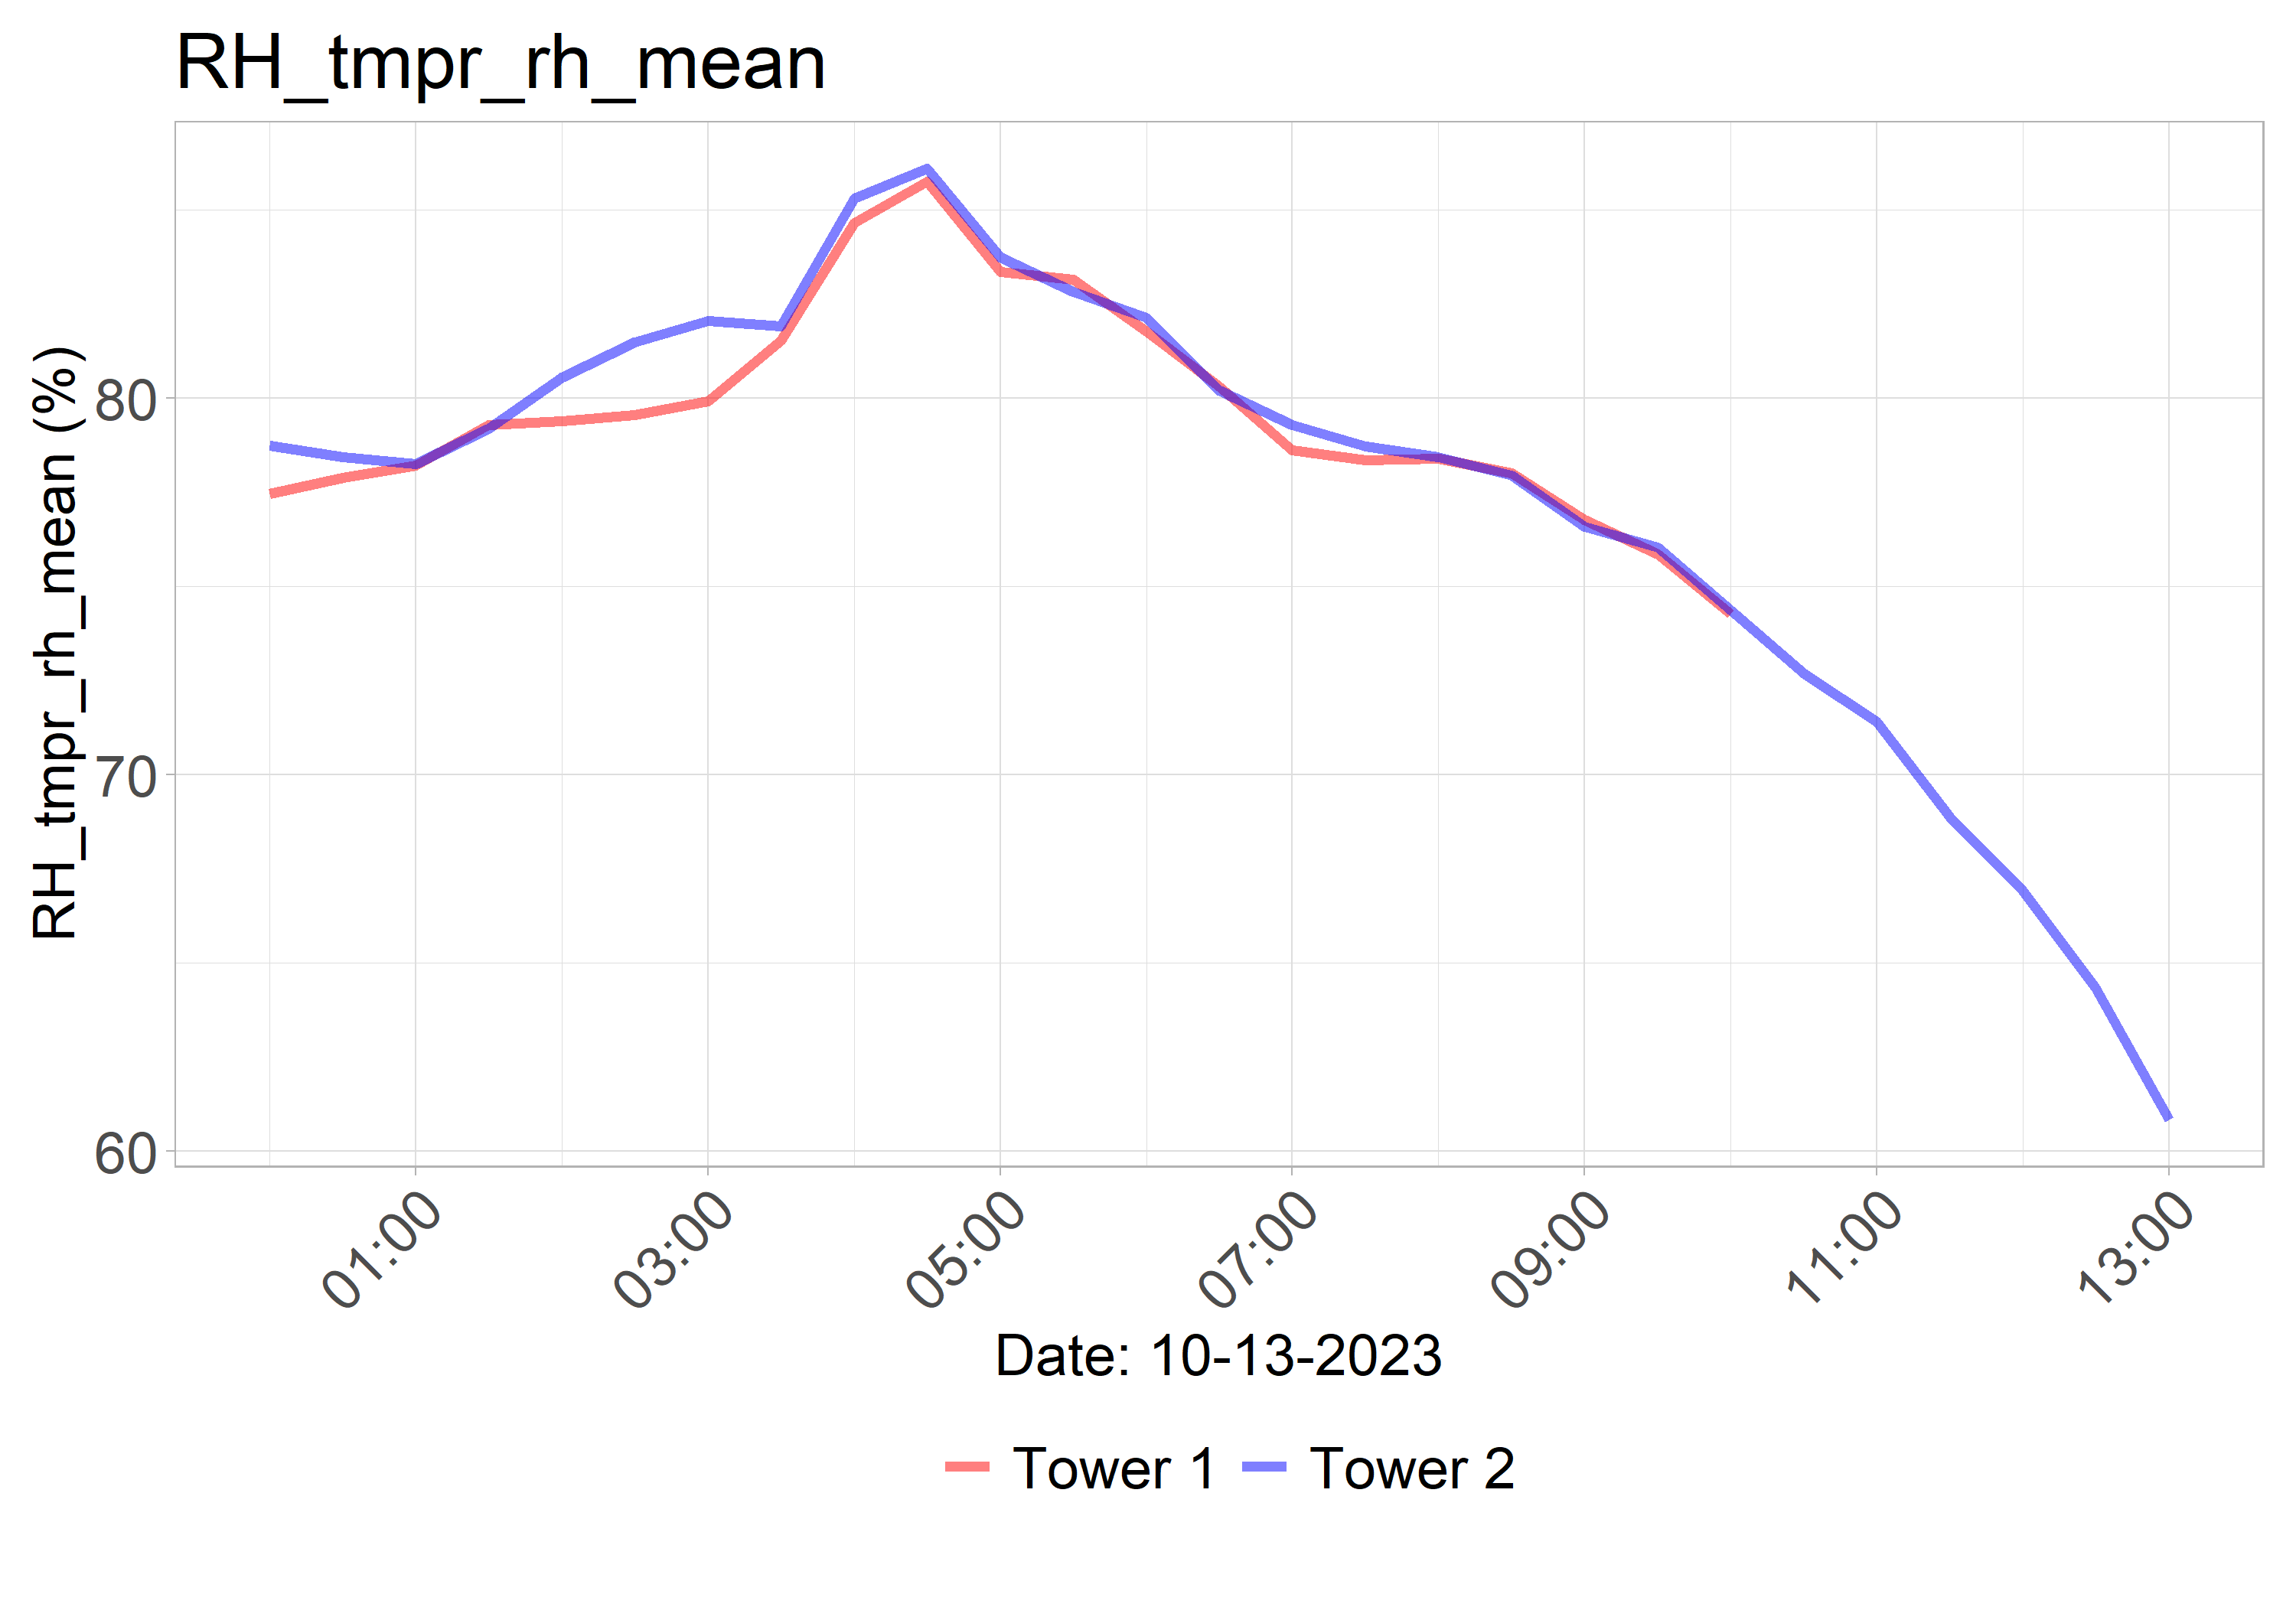 RH_tmpr_rh_mean
RH_tmpr_rh_mean (%)
80
70
60
01:00
03:00
05:00
07:00
09:00
11:00
13:00
Date: 10-13-2023
Tower 1
Tower 2